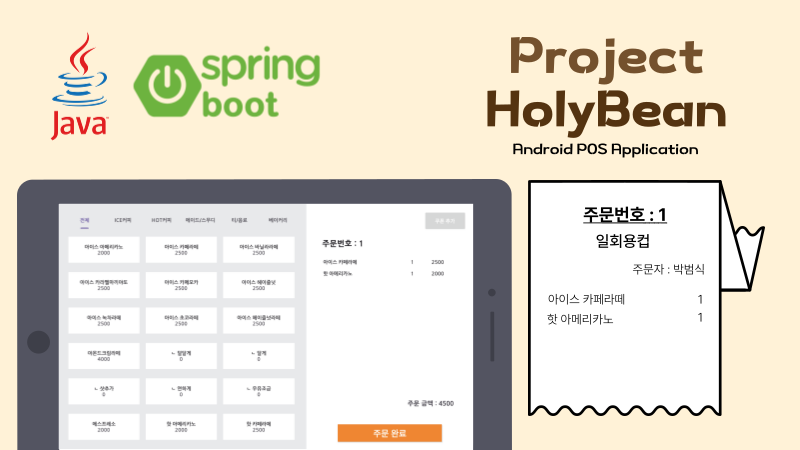 Java
spring
boot
Project
HolyBean
Android POS Application
전체 ICE커피 HOT커피 에이드/스무디 티/음료 베이커리
아이스 아메리카노
2000
아이스 카페라떼
2500
아이스 바닐라라떼
2500
아이스 카라멜마끼아또
2500
아이스 카페모카
2500
아이스 헤이즐넛
2500
아이스 녹차라떼
2500
아이스 초코라떼
2500
아이스 헤이즐넛라떼
2500
아몬드크림라떼
4000
ㄴ 덜달게
0
ㄴ 달게
0
ㄴ 샷추가
0
ㄴ 연하게
0
0
에스프레소
2000
핫 아메리카노
2000
핫 카페라떼
2500
주문번호 : 1
아이스 카페라떼 1 2500
핫 아메리카노 1 2000
주문 금액 : 4500
주문 완료
주문번호 : 1
일회용컵
주문자 : 박범식
아이스 카페라떼 1
핫 아메리카노 1